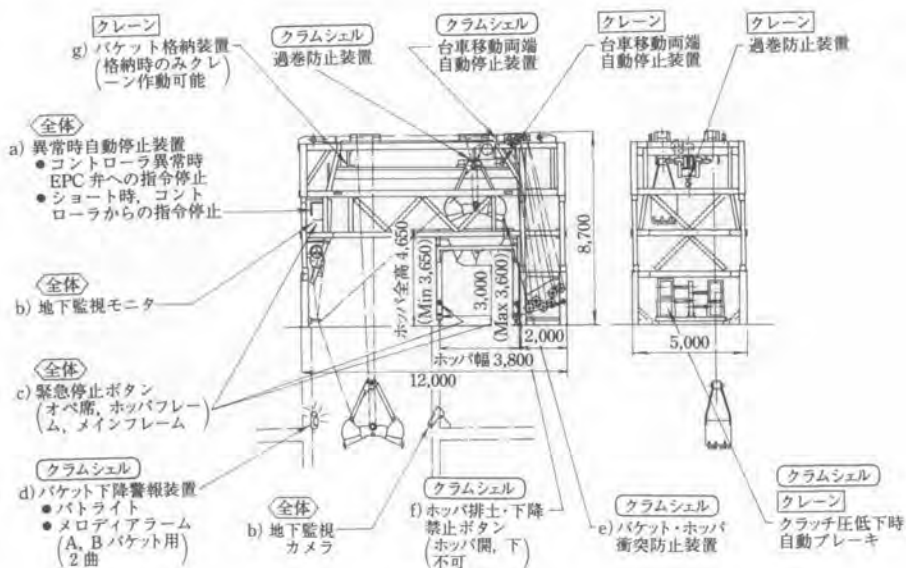 クレーン
g) バケット格納装置
(格納時のみクレ
ーン作動可能)
クラムシェル
過巻防止装置
クラムシェル
台車移動両端
自動停止装置
クレーン
台車移動両端
自動停止装置
クレーン
過巻防止装置
全体
a) 異常時自動停止装置
● コントローラ異常時
EPC 弁への指令停止
● ショート時,コント
ローラからの指令停止
全体
b) 地下監視モニタ
全体
c) 緊急停止ボタン
(オペ席,ホッパフレー
ム,メインフレーム)
クラムシェル
d) バケット下降警報装置
● パトライト
● メロディアラーム
(A, B バケット用)
2 曲
ホッパ全高 4,650
(Min 3,650)
3,000
(Max 3,600)
8,700
2,000
ホッパ幅 3,800
12,000
5,000
全体
b) 地下監視
カメラ
クラムシェル
f) ホッパ排土・下降
禁止ボタン
(ホッパ開,下)
不可
クラムシェル
e) バケット・ホッパ
衝突防止装置
クラムシェル
クレーン
クラッチ圧低下時
自動ブレーキ